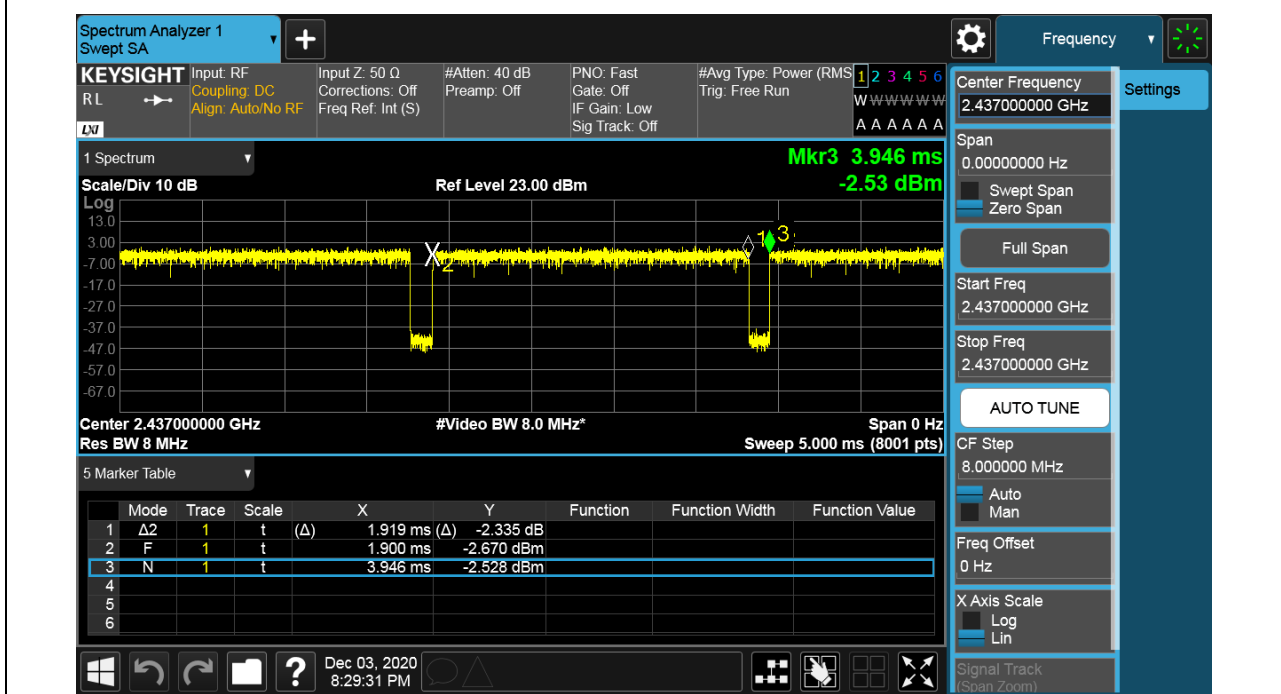 Spectrum Analyzer 1
Swept SA
+
Frequency
KEYSIGHT
R L
LXI
Input: RF
Coupling: DC
Align: Auto/No RF
Input Z: 50 Ω
Corrections: Off
Freq Ref: Int (S)
#Atten: 40 dB
Preamp: Off
PNO: Fast
Gate: Off
IF Gain: Low
Sig Track: Off
#Avg Type: Power (RMS
Trig: Free Run
1 2 3 4 5 6
W W W W W W
A A A A A A
1 Spectrum
Mkr3 3.946 ms
Scale/Div 10 dB Ref Level 23.00 dBm -2.53 dBm
Log
13.0
3.00
-7.00
-17.0
-27.0
-37.0
-47.0
-57.0
-67.0
X
2
1
3
Center 2.437000000 GHz #Video BW 8.0 MHz* Span 0 Hz
Res BW 8 MHz Sweep 5.000 ms (8001 pts)
5 Marker Table
Mode Trace Scale X Y Function Function Width Function Value
1 Δ2 1 t (Δ) 1.919 ms (Δ) -2.335 dB
2 F 1 t 1.900 ms -2.670 dBm
3 N 1 t 3.946 ms -2.528 dBm
4
5
6
Dec 03, 2020
8:29:31 PM
?
Center Frequency
2.437000000 GHz
Settings
Span
0.00000000 Hz
Swept Span
Zero Span
Full Span
Start Freq
2.437000000 GHz
Stop Freq
2.437000000 GHz
AUTO TUNE
CF Step
8.000000 MHz
Auto
Man
Freq Offset
0 Hz
X Axis Scale
Log
Lin
Signal Track
(Span Zoom)